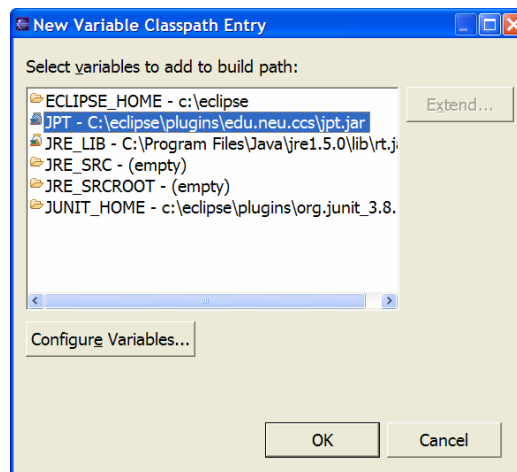 New Variable Classpath Entry
Select variables to add to build path:
ECLIPSE_HOME - c:\eclipse
JPT - C:\eclipse\plugins\edu.neu.ccs\jpt.jar
JRE_LIB - C:\Program Files\Java\jre1.5.0\lib\rt.j
JRE_SRC - (empty)
JRE_SRCROOT - (empty)
JUNIT_HOME - c:\eclipse\plugins\org.junit_3.8.
Extend...
Configure Variables...
OK Cancel